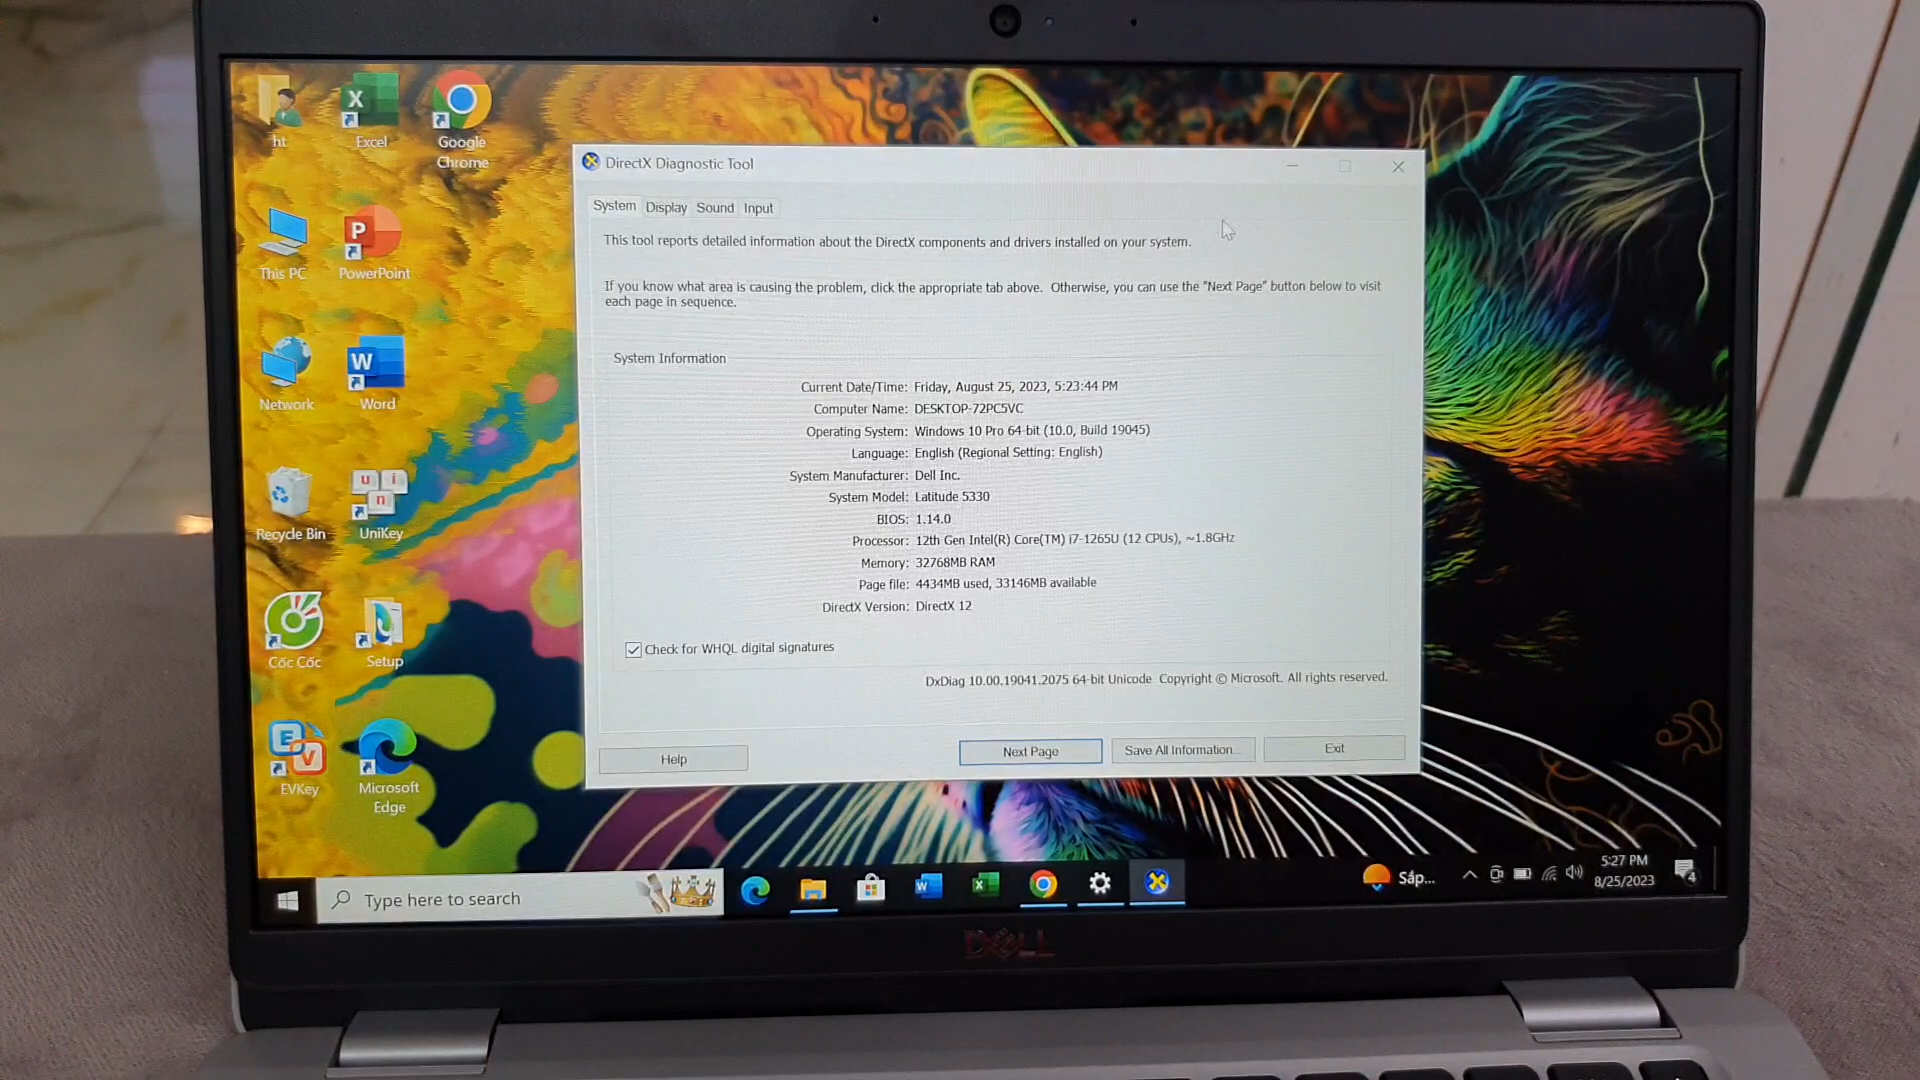 ht
Excel
Google
Chrome
This PC
PowerPoint
Network
Word
Recycle Bin
u i
n
UniKey
Cốc Cốc
Setup
E
V
EVKey
Microsoft
Edge
DirectX Diagnostic Tool
System Display Sound Input
This tool reports detailed information about the DirectX components and drivers installed on your system.
If you know what area is causing the problem, click the appropriate tab above. Otherwise, you can use the "Next Page" button below to visit
each page in sequence.
System Information
Current Date/Time: Friday, August 25, 2023, 5:23:44 PM
Computer Name: DESKTOP-72PC5VC
Operating System: Windows 10 Pro 64-bit (10.0, Build 19045)
Language: English (Regional Setting: English)
System Manufacturer: Dell Inc.
System Model: Latitude 5330
BIOS: 1.14.0
Processor: 12th Gen Intel(R) Core(TM) i7-1265U (12 CPUs), ~1.8GHz
Memory: 32768MB RAM
Page file: 4434MB used, 33146MB available
DirectX Version: DirectX 12
Check for WHQL digital signatures
DxDiag 10.00.19041.2075 64-bit Unicode Copyright © Microsoft. All rights reserved.
Help Next Page Save All Information... Exit
Type here to search
Sắp...
5:27 PM
8/25/2023
4
DELL